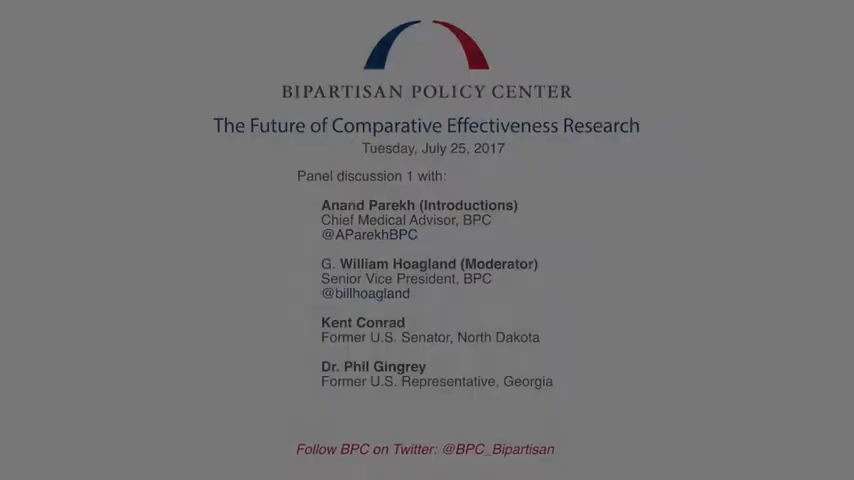 BIPARTISAN POLICY CENTER
The Future of Comparative Effectiveness Research
Tuesday, July 25, 2017
Panel discussion 1 with:
Anand Parekh (Introductions)
Chief Medical Advisor, BPC
@AParekhBPC
G. William Hoagland (Moderator)
Senior Vice President, BPC
@billhoagland
Kent Conrad
Former U.S. Senator, North Dakota
Dr. Phil Gingrey
Former U.S. Representative, Georgia
Follow BPC on Twitter: @BPC_Bipartisan